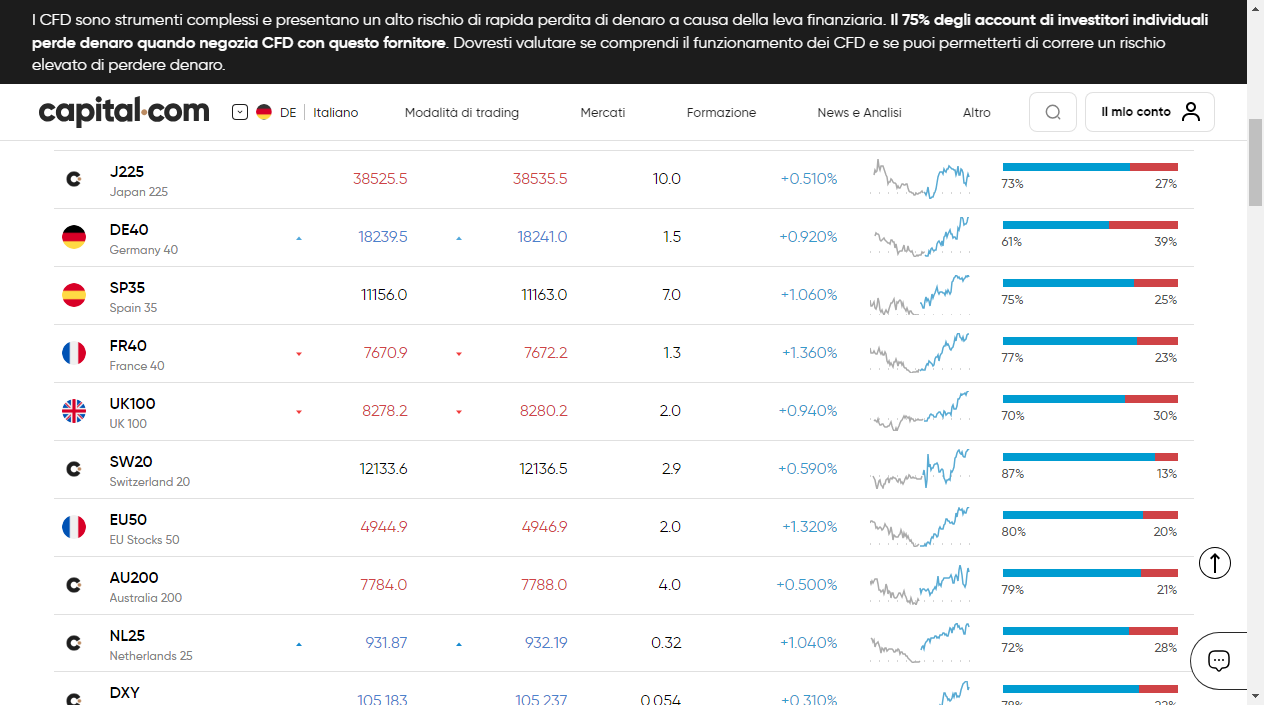 I CFD sono strumenti complessi e presentano un alto rischio di rapida perdita di denaro a causa della leva finanziaria. Il 75% degli account di investitori individuali
perde denaro quando negozia CFD con questo fornitore. Dovresti valutare se comprendi il funzionamento dei CFD e se puoi permetterti di correre un rischio
elevato di perdere denaro.
capital.com DE Italiano Modalità di trading Mercati Formazione News e Analisi Altro Il mio conto
J225 38525.5 38535.5 10.0 +0.510%
Japan 225 73% 27%
DE40 18239.5 18241.0 1.5 +0.920%
Germany 40 61% 39%
SP35 11156.0 11163.0 7.0 +1.060%
Spain 35 75% 25%
FR40 7670.9 7672.2 1.3 +1.360%
France 40 77% 23%
UK100 8278.2 8280.2 2.0 +0.940%
UK 100 70% 30%
SW20 12133.6 12136.5 2.9 +0.590%
Switzerland 20 87% 13%
EU50 4944.9 4946.9 2.0 +1.320%
EU Stocks 50 80% 20%
AU200 7784.0 7788.0 4.0 +0.500%
Australia 200 79% 21%
NL25 931.87 932.19 0.32 +1.040%
Netherlands 25 72% 28%
DXY 105.183 105.237 0.054 +0.310%